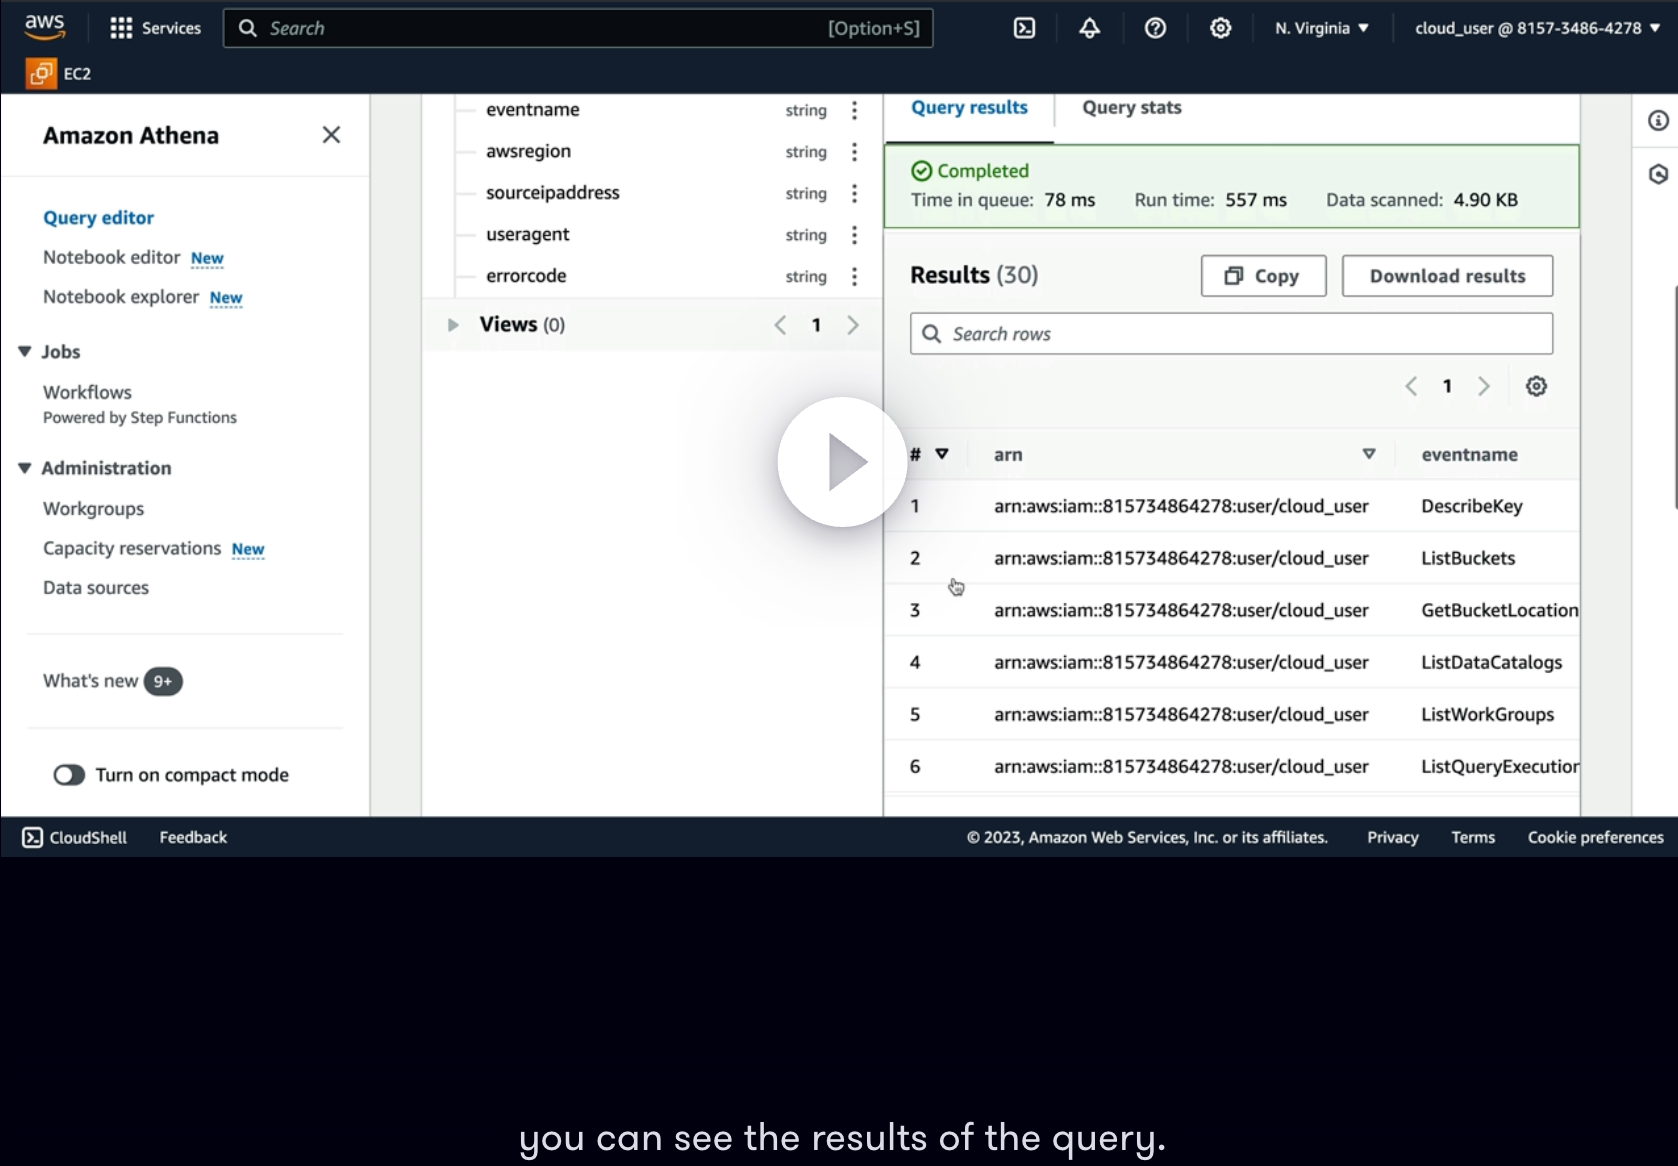 aws
Services
Search
[Option+S]
N. Virginia
cloud_user @ 8157-3486-4278
EC2
Amazon Athena
Query editor
Notebook editor New
Notebook explorer New
Jobs
Workflows
Powered by Step Functions
Administration
Workgroups
Capacity reservations New
Data sources
What's new 9+
Turn on compact mode
eventname string
awsregion string
sourceipaddress string
useragent string
errorcode string
Views (0) 1
Query results Query stats
Completed
Time in queue: 78 ms Run time: 557 ms Data scanned: 4.90 KB
Results (30) Copy Download results
Search rows
1
# arn eventname
1 arn:aws:iam::815734864278:user/cloud_user DescribeKey
2 arn:aws:iam::815734864278:user/cloud_user ListBuckets
3 arn:aws:iam::815734864278:user/cloud_user GetBucketLocation
4 arn:aws:iam::815734864278:user/cloud_user ListDataCatalogs
5 arn:aws:iam::815734864278:user/cloud_user ListWorkGroups
6 arn:aws:iam::815734864278:user/cloud_user ListQueryExecution
CloudShell Feedback © 2023, Amazon Web Services, Inc. or its affiliates. Privacy Terms Cookie preferences
you can see the results of the query.